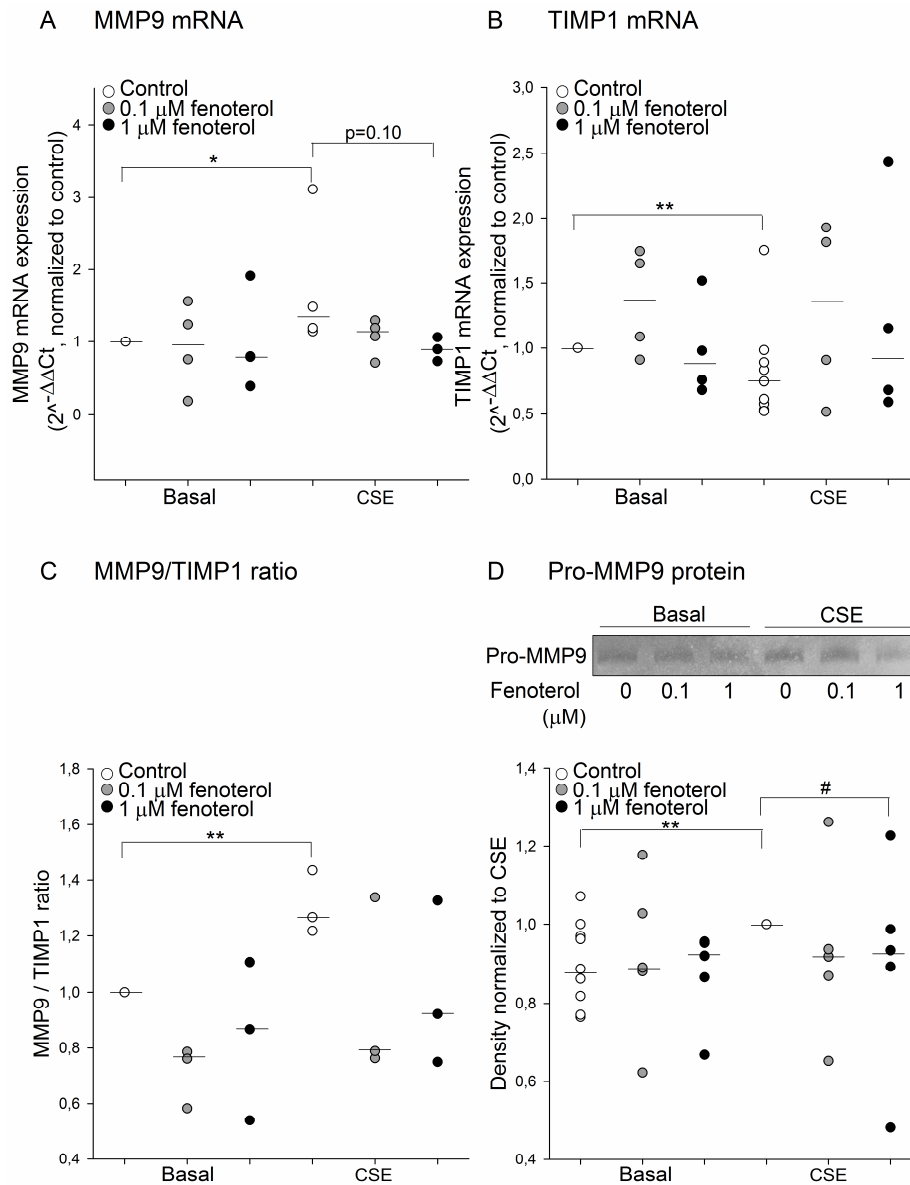 A MMP9 mRNA
Control
0.1 μM fenoterol
1 μM fenoterol
p=0.10
*
4
3
2
1
0
MMP9 mRNA expression
(2^-ΔΔCt, normalized to control)
Basal CSE
B TIMP1 mRNA
Control
0.1 μM fenoterol
1 μM fenoterol
**
3,0
2,5
2,0
1,5
1,0
0,5
0,0
TIMP1 mRNA expression
(2^-ΔΔCt, normalized to control)
Basal CSE
C MMP9/TIMP1 ratio
Control
0.1 μM fenoterol
1 μM fenoterol
**
1,8
1,6
1,4
1,2
1,0
0,8
0,6
0,4
MMP9 / TIMP1 ratio
Basal CSE
D Pro-MMP9 protein
Basal CSE
Pro-MMP9
Fenoterol 0 0.1 1 0 0.1 1
(μM)
Control
0.1 μM fenoterol
1 μM fenoterol
#
**
1,4
1,2
1,0
0,8
0,6
0,4
Density normalized to CSE
Basal CSE